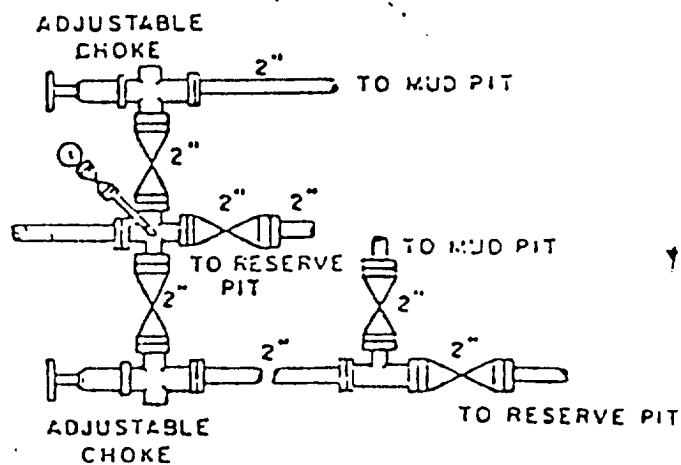 ADJUSTABLE
CHOKE
2"
TO MUD PIT
2"
2"
2"
TO RESERVE
PIT
TO MUD PIT
2"
2"
2"
2"
TO RESERVE PIT
ADJUSTABLE
CHOKE